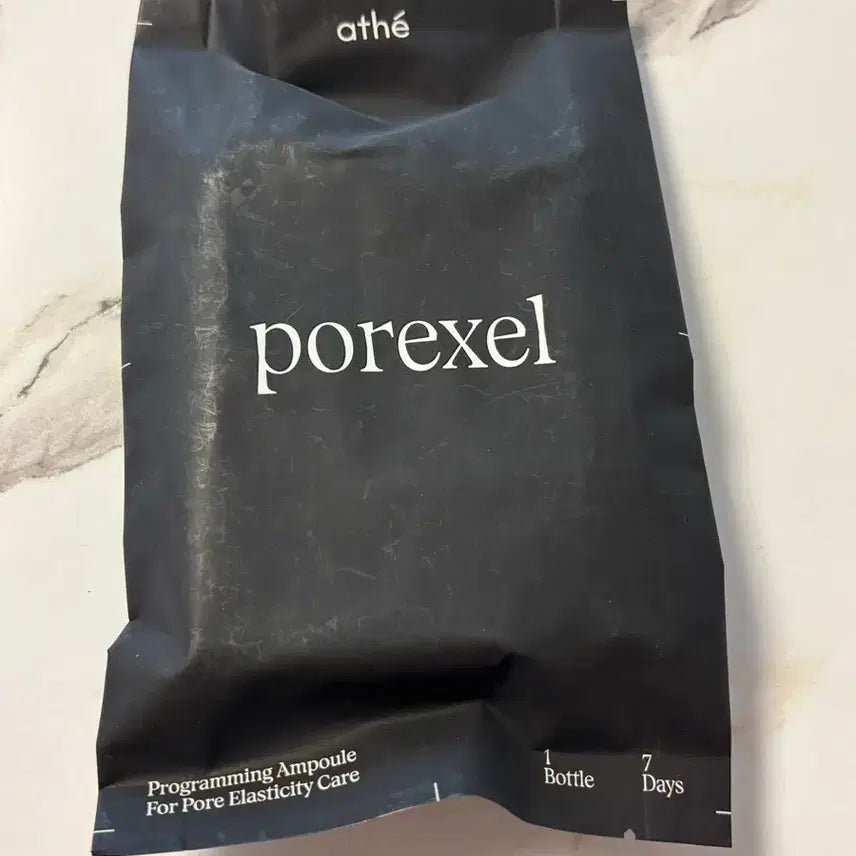 athé
porexel
Programming Ampoule
For Pore Elasticity Care
1
Bottle
7
Days